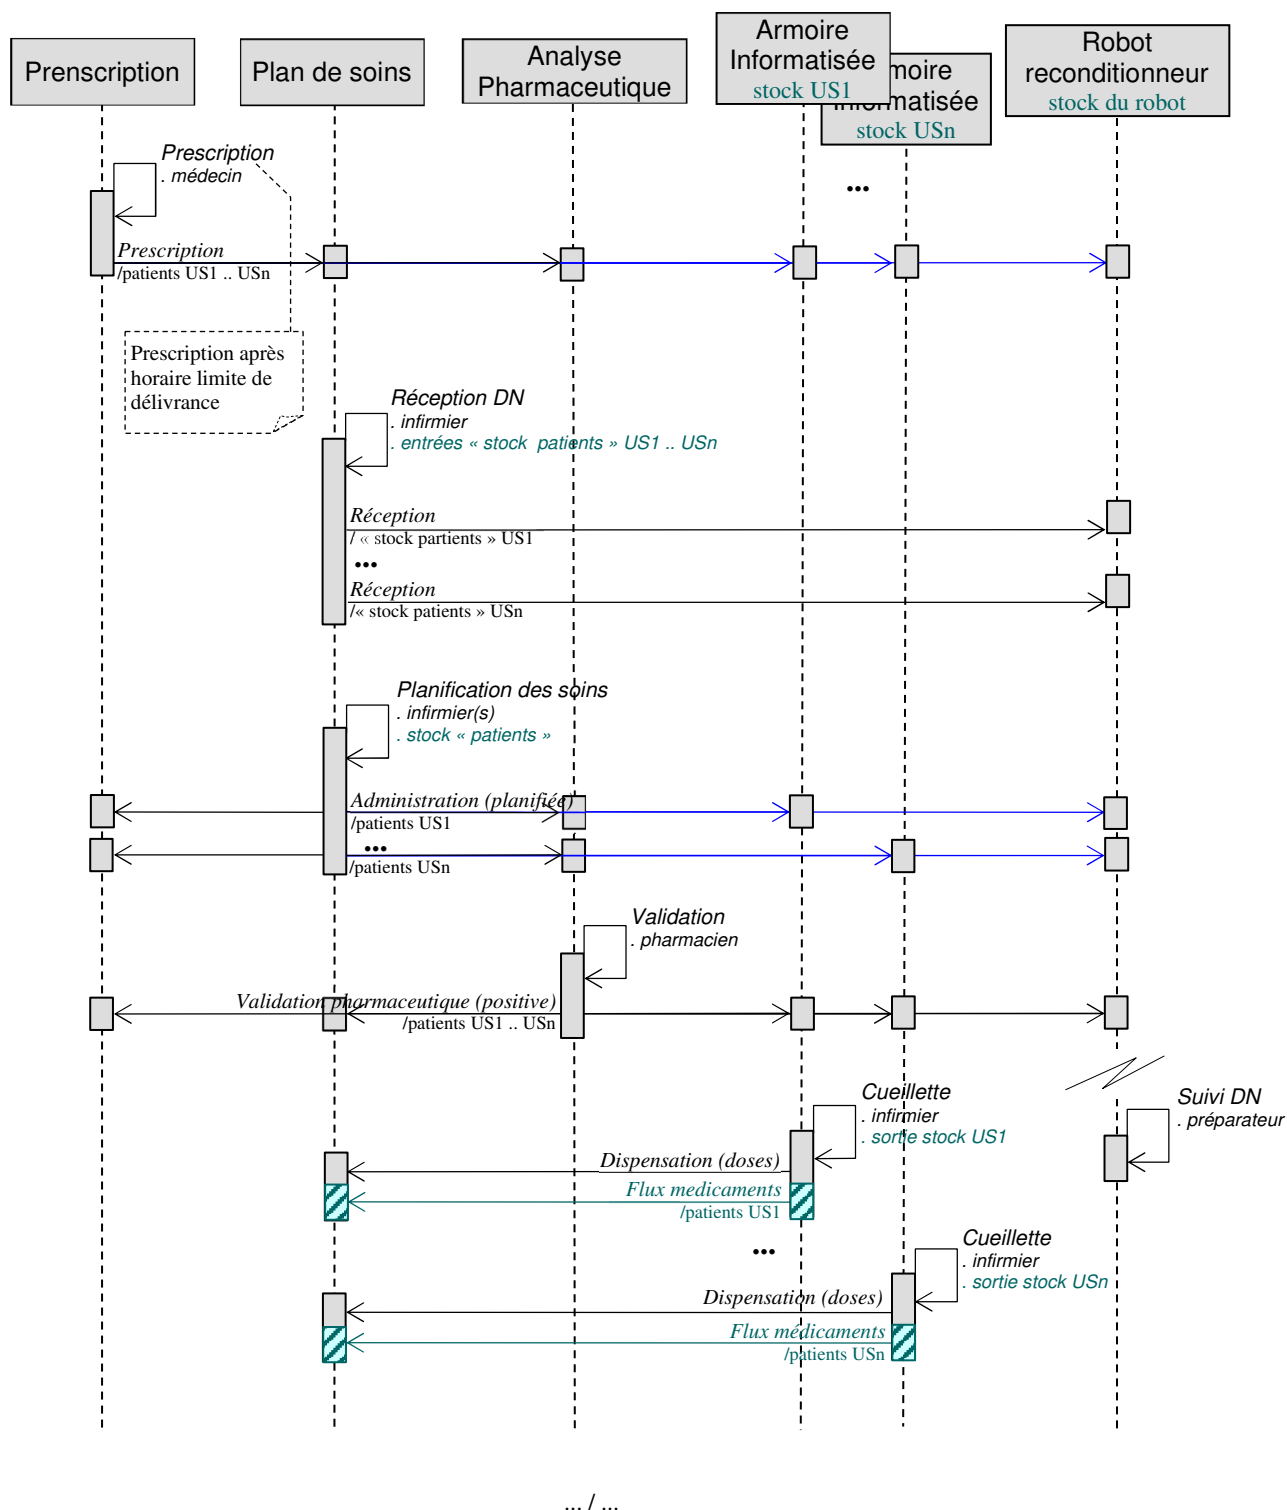 Prenscription
Plan de soins
Analyse
Pharmaceutique
Armoire
Informatisée
stock US1
moire
Informatisée
stock USn
Robot
reconditionneur
stock du robot
Prescription
. médecin
•••
Prescription
/patients US1 .. USn
Prescription après
horaire limite de
délivrance
Réception DN
. infirmier
. entrées « stock patients » US1 .. USn
Réception
/ « stock partients » US1
•••
Réception
/« stock patients » USn
Planification des soins
. infirmier(s)
. stock « patients »
Administration (planifiée)
/patients US1
•••
/patients USn
Validation
. pharmacien
Validation pharmaceutique (positive)
/patients US1 .. USn
Cueillette
. infirmier
. sortie stock US1
Suivi DN
. préparateur
Dispensation (doses)
Flux medicaments
/patients US1
•••
Cueillette
. infirmier
. sortie stock USn
Dispensation (doses)
Flux médicaments
/patients USn
... / ...